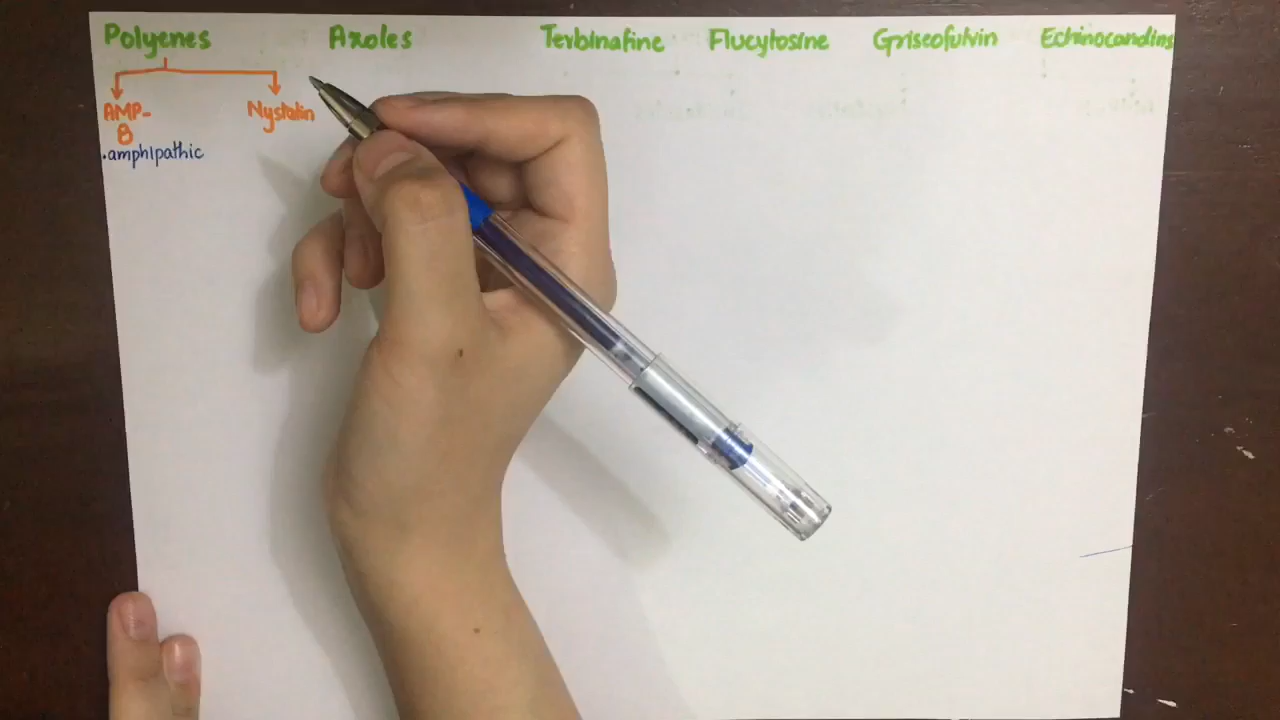 Polyenes Azoles Terbinafine Flucytosine Griseofulvin Echinocandins
AMP- Nystatin
B
.amphipathic